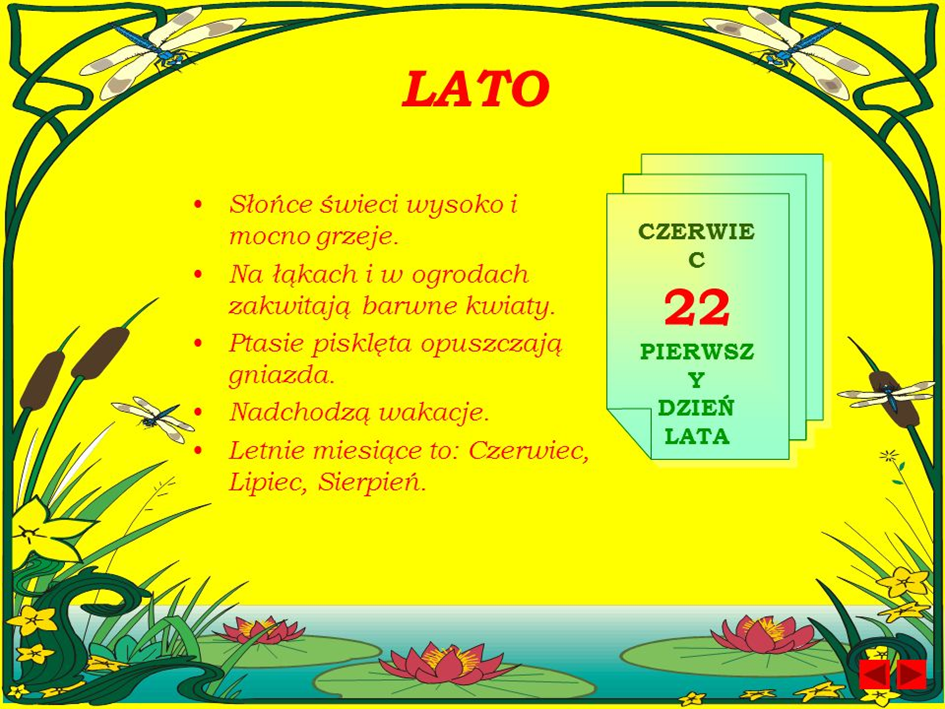 LATO
• Słońce świeci wysoko i
mocno grzeje.
• Na łąkach i w ogrodach
zakwitają barwne kwiaty.
• Ptasie pisklęta opuszczają
gniazda.
• Nadchodzą wakacje.
• Letnie miesiące to: Czerwiec,
Lipiec, Sierpień.
CZERWIE
C
22
PIERWSZ
Y
DZIEŃ
LATA